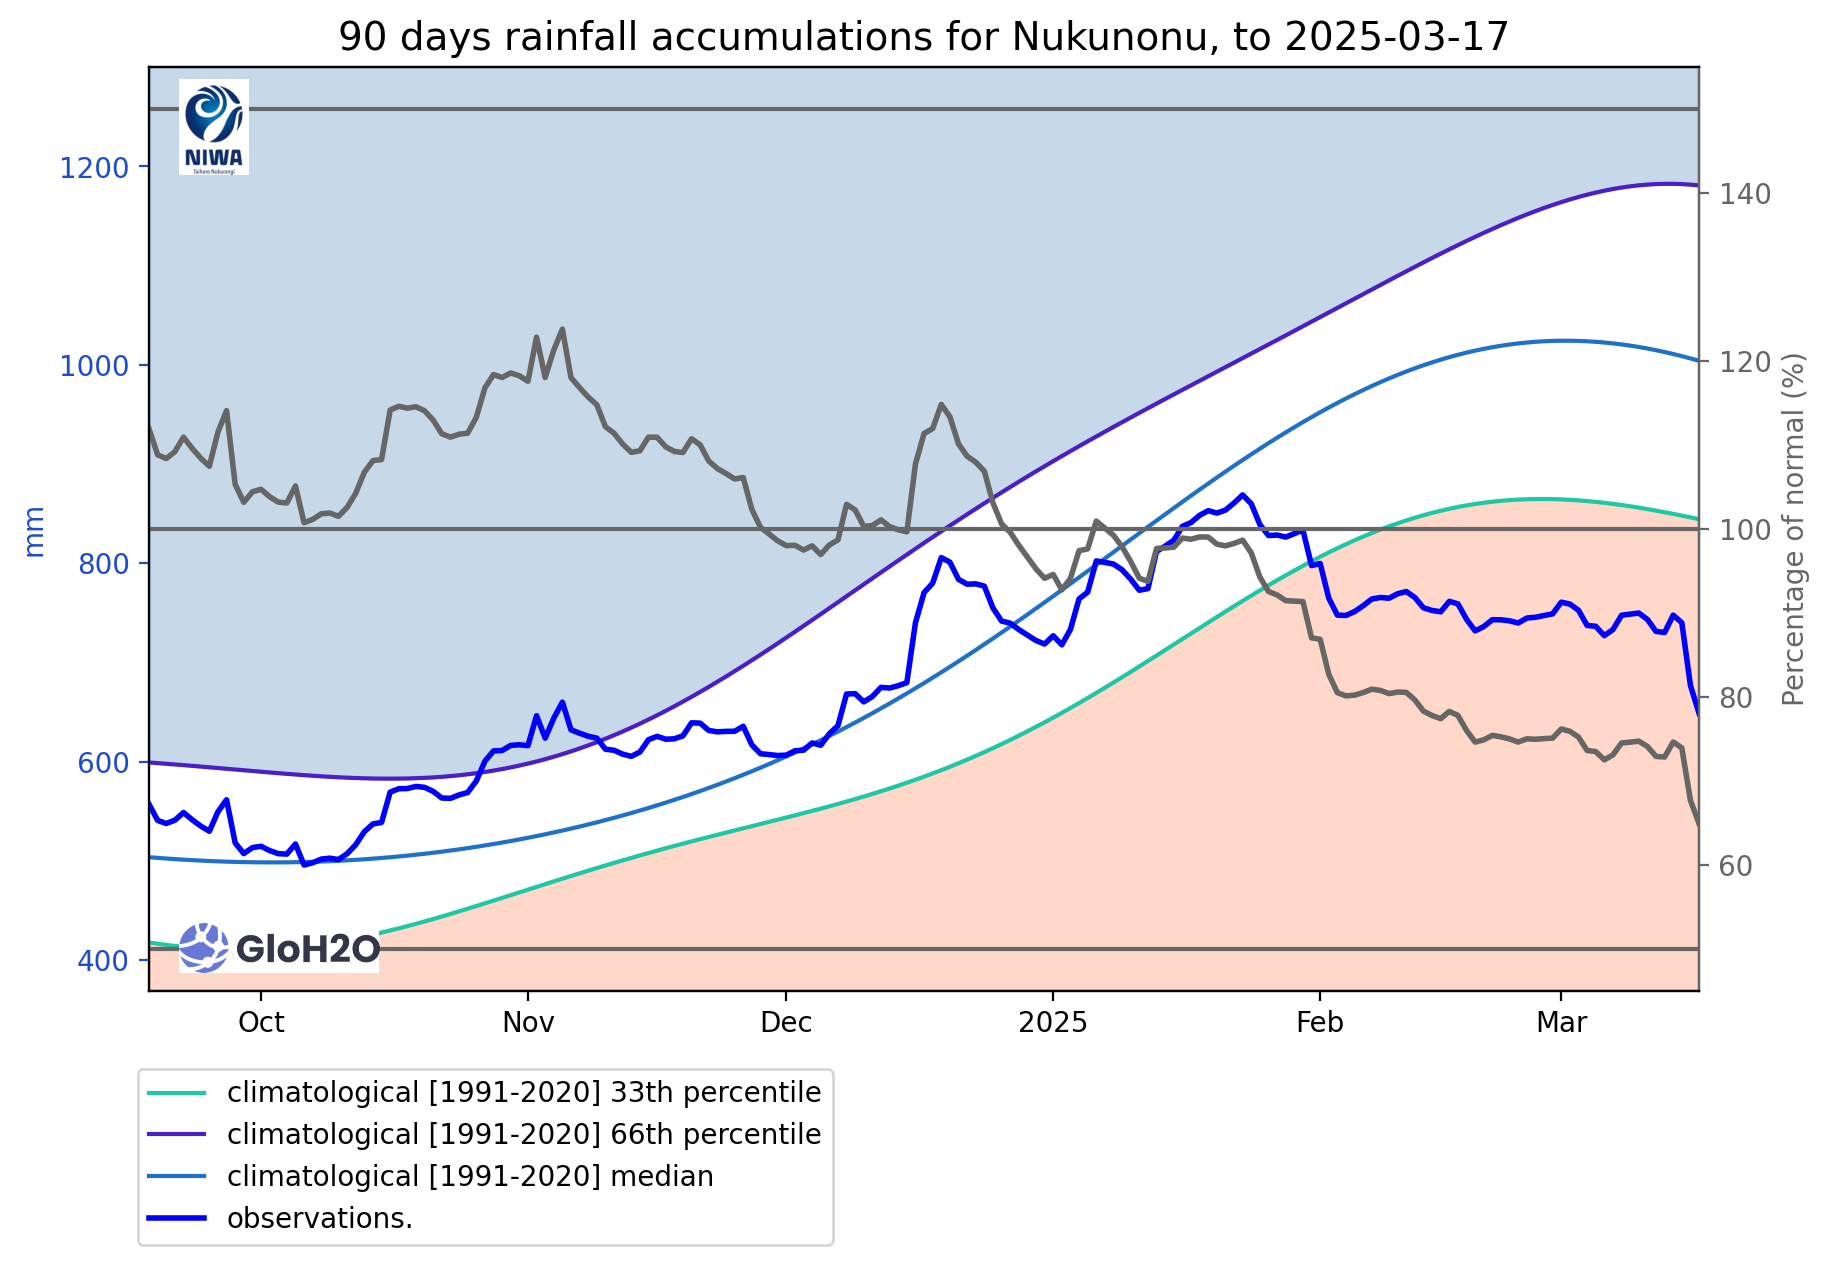 90 days rainfall accumulations for Nukunonu, to 2025-03-17
NIWA
Taihoro Nukurangi
1200
1000
800
600
400
mm
140
120
100
80
60
Percentage of normal (%)
GloH2O
Oct Nov Dec 2025 Feb Mar
climatological [1991-2020] 33th percentile
climatological [1991-2020] 66th percentile
climatological [1991-2020] median
observations.